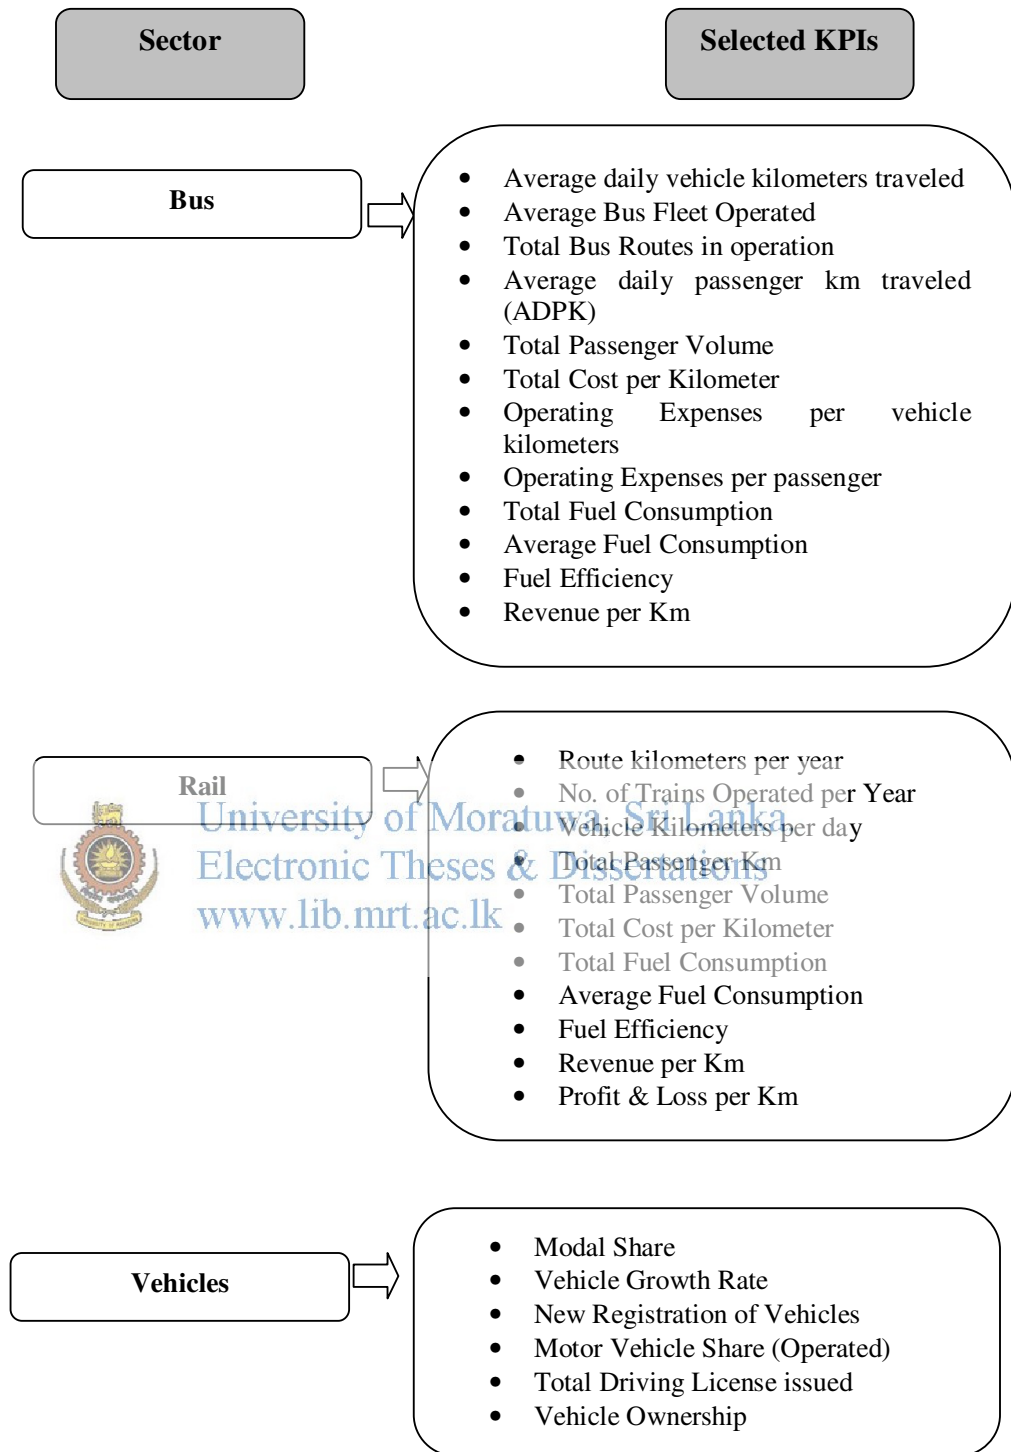 Sector
Selected KPIs
Bus
• Average daily vehicle kilometers traveled
• Average Bus Fleet Operated
• Total Bus Routes in operation
• Average daily passenger km traveled
(ADPK)
• Total Passenger Volume
• Total Cost per Kilometer
• Operating Expenses per vehicle
kilometers
• Operating Expenses per passenger
• Total Fuel Consumption
• Average Fuel Consumption
• Fuel Efficiency
• Revenue per Km
Rail
• Route kilometers per year
• No. of Trains Operated per Year
• Vehicle Kilometers per day
• Total Passenger Km
• Total Passenger Volume
• Total Cost per Kilometer
• Total Fuel Consumption
• Average Fuel Consumption
• Fuel Efficiency
• Revenue per Km
• Profit & Loss per Km
University of Moratuwa, Sri Lanka
Electronic Theses & Dissertations
www.lib.mrt.ac.lk
Vehicles
• Modal Share
• Vehicle Growth Rate
• New Registration of Vehicles
• Motor Vehicle Share (Operated)
• Total Driving License issued
• Vehicle Ownership